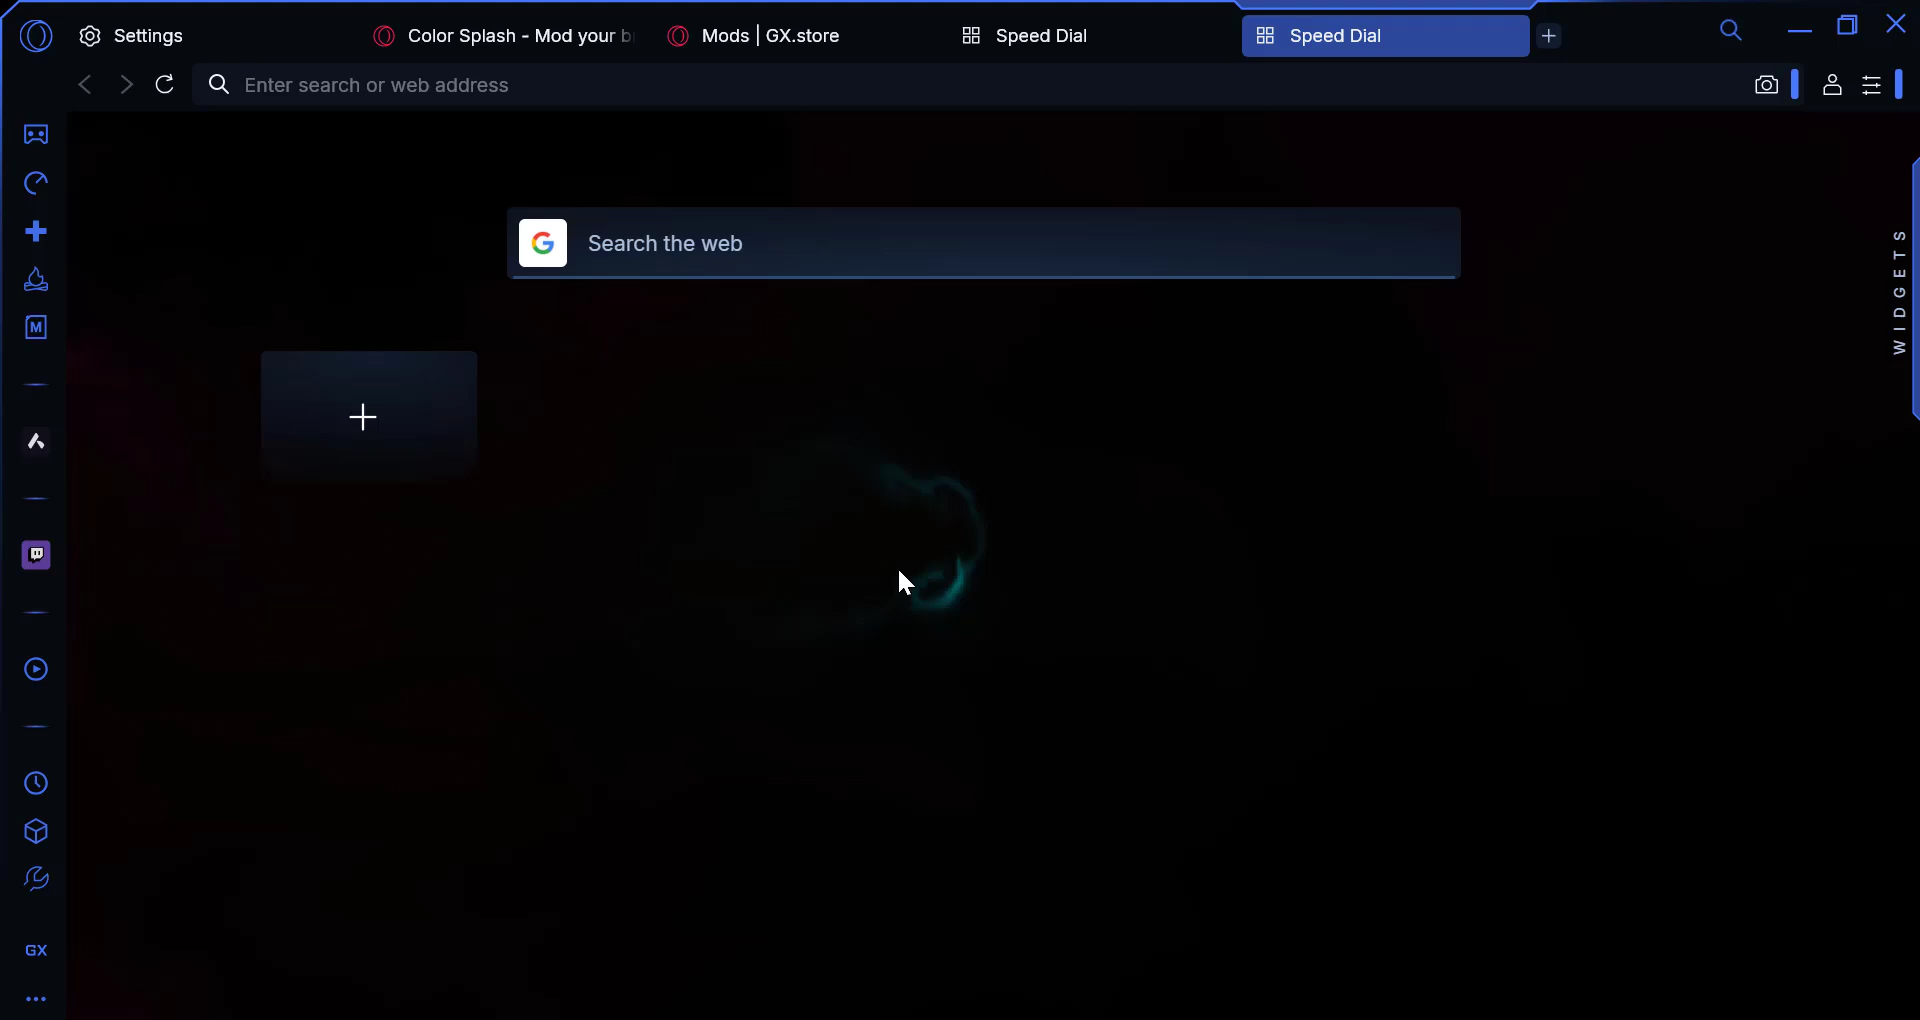 Settings
Color Splash - Mod your b
Mods | GX.store
Speed Dial
Speed Dial
Enter search or web address
M
G
Search the web
WIDGETS
GX